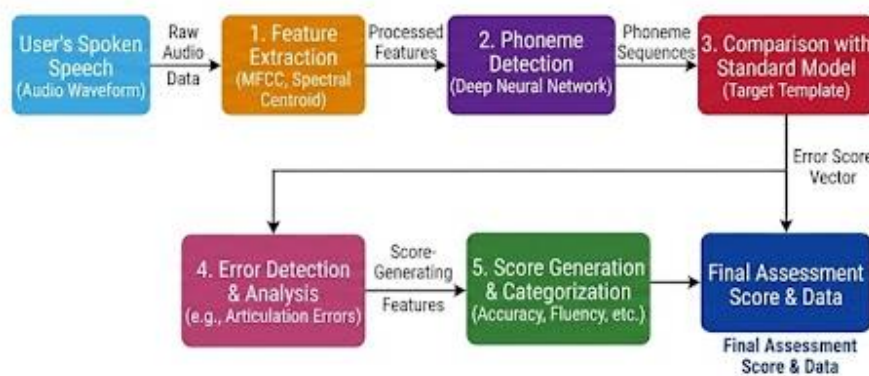 User's Spoken
Speech
(Audio Waveform)
Raw
Audio
Data
1. Feature
Extraction
(MFCC, Spectral
Centroid)
Processed
Features
2. Phoneme
Detection
(Deep Neural Network)
Phoneme
Sequences
3. Comparison with
Standard Model
(Target Template)
Error Score
Vector
4. Error Detection
& Analysis
(e.g., Articulation Errors)
Score-
Generating
Features
5. Score Generation
& Categorization
(Accuracy, Fluency, etc.)
Final Assessment
Score & Data
Final Assessment
Score & Data